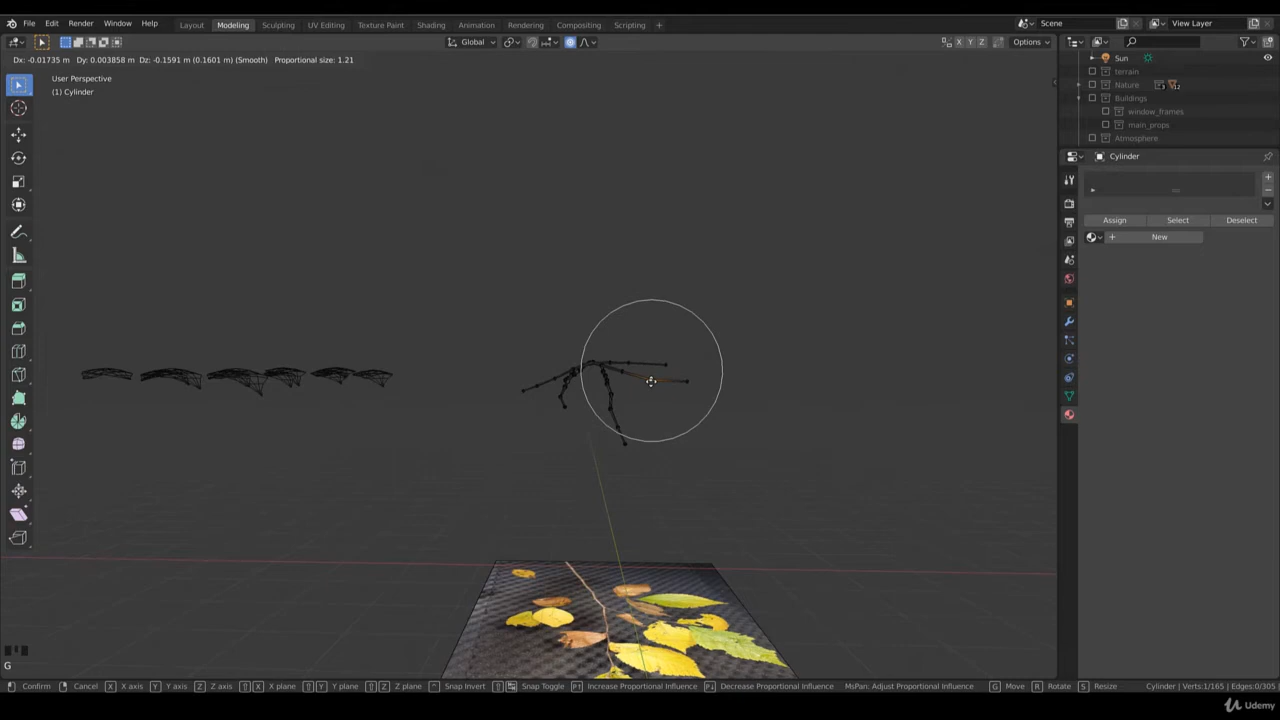 File Edit Render Window Help Layout Modeling Sculpting UV Editing Texture Paint Shading Animation Rendering Compositing Scripting + Scene View Layer
Global X Y Z Options
Dx: -0.01735 m Dy: 0.003858 m Dz: -0.1591 m (0.1601 m) (Smooth) Proportional size: 1.21
Sun
terrain
Nature 12
Buildings
window_frames
main_props
Atmosphere
User Perspective
(1) Cylinder
Cylinder
Assign Select Deselect
+ New
G
Confirm Cancel X X axis Y Y axis Z Z axis X X plane Y Y plane Z Z plane Snap Invert Snap Toggle Increase Proportional Influence Decrease Proportional Influence MsPan: Adjust Proportional Influence G Move R Rotate S Resize Cylinder | Verts:1/165 | Edges:0/305
Udemy